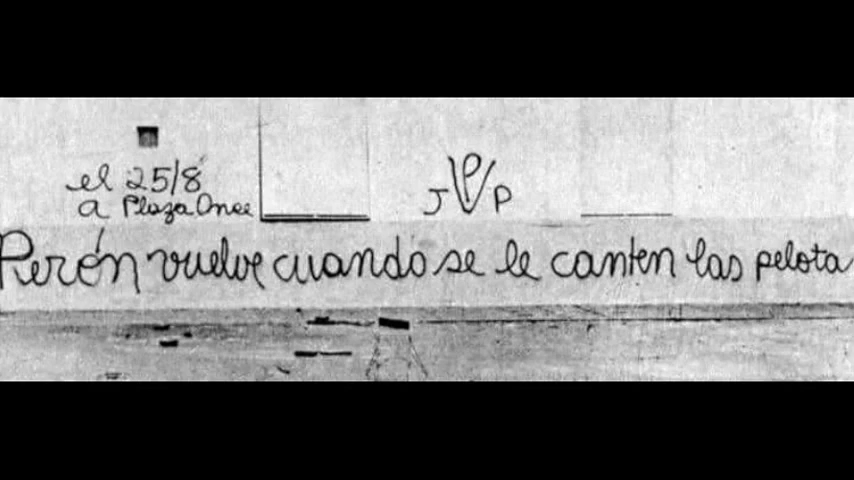 el 25/8
a Plaza Once
J P
Perón vuelve cuando se le canten las pelota